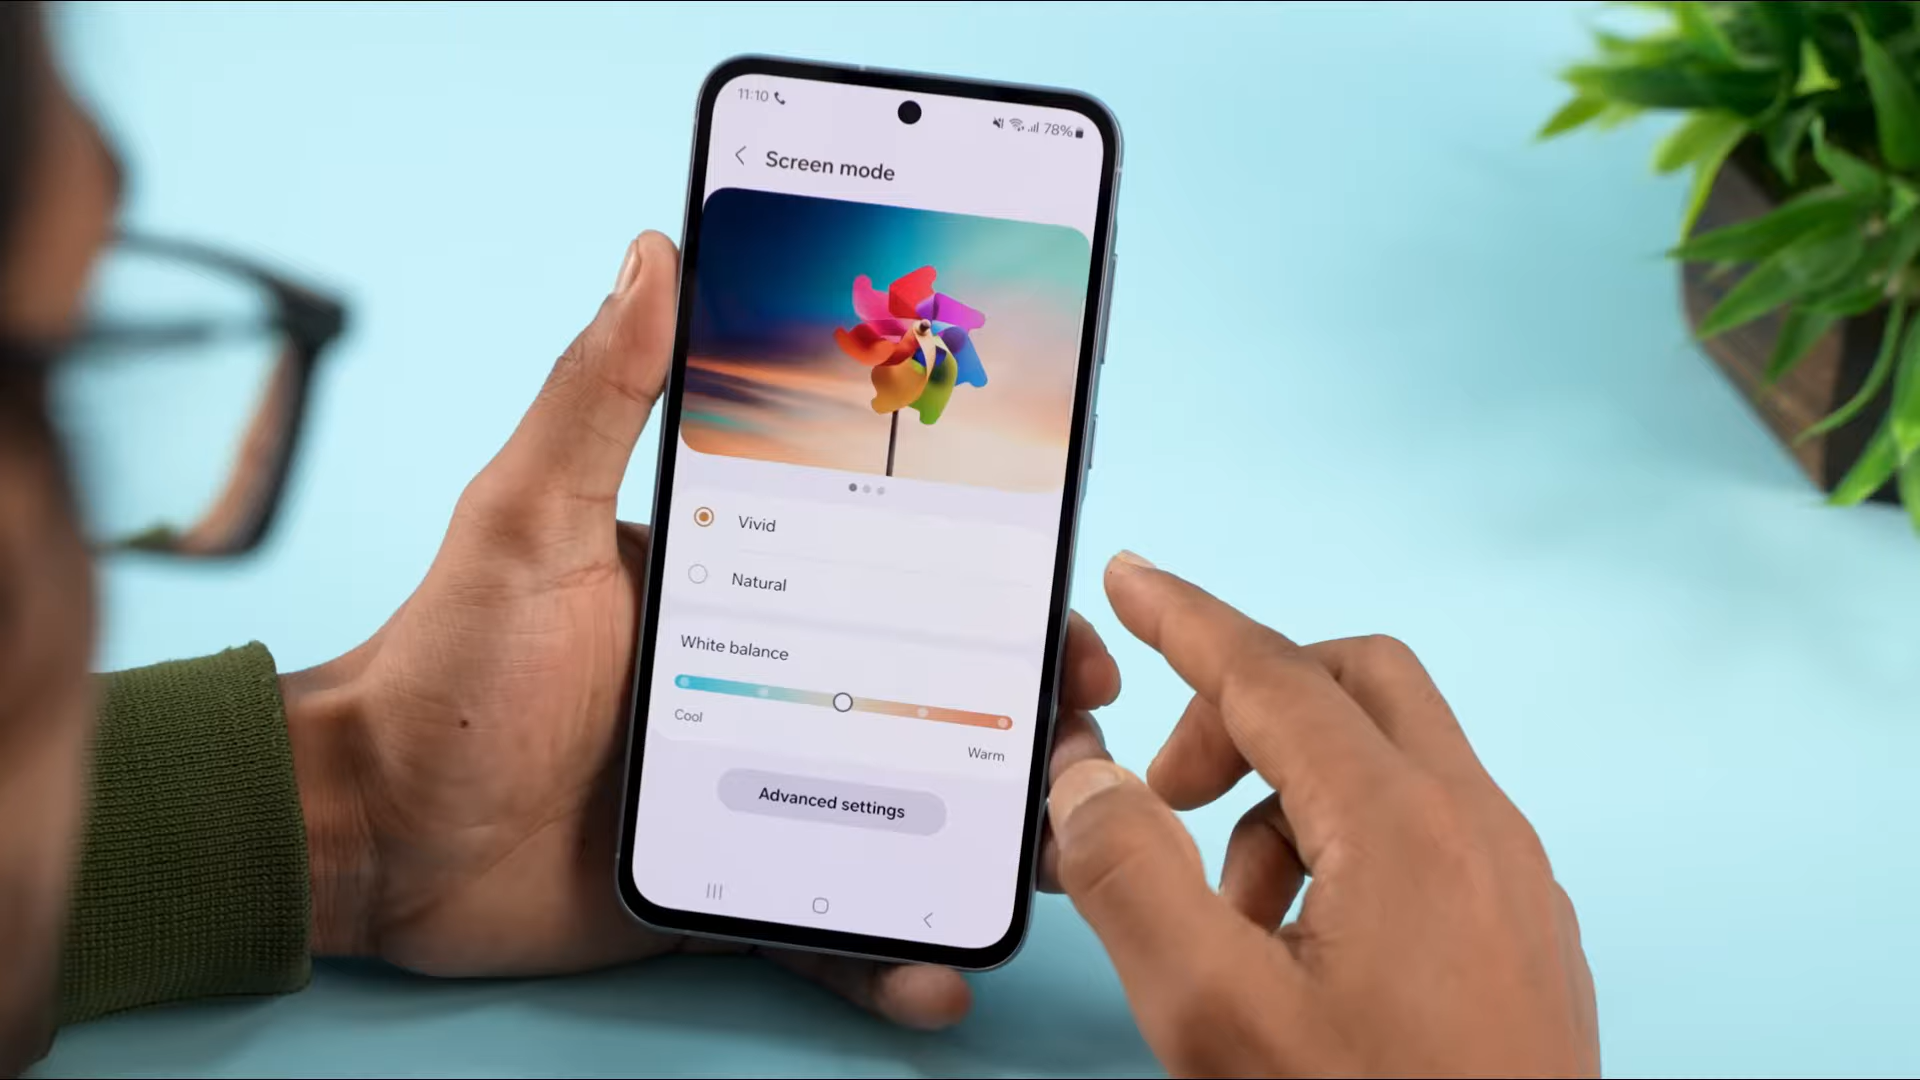 11:10
78%
Screen mode
Vivid
Natural
White balance
Cool
Warm
Advanced settings